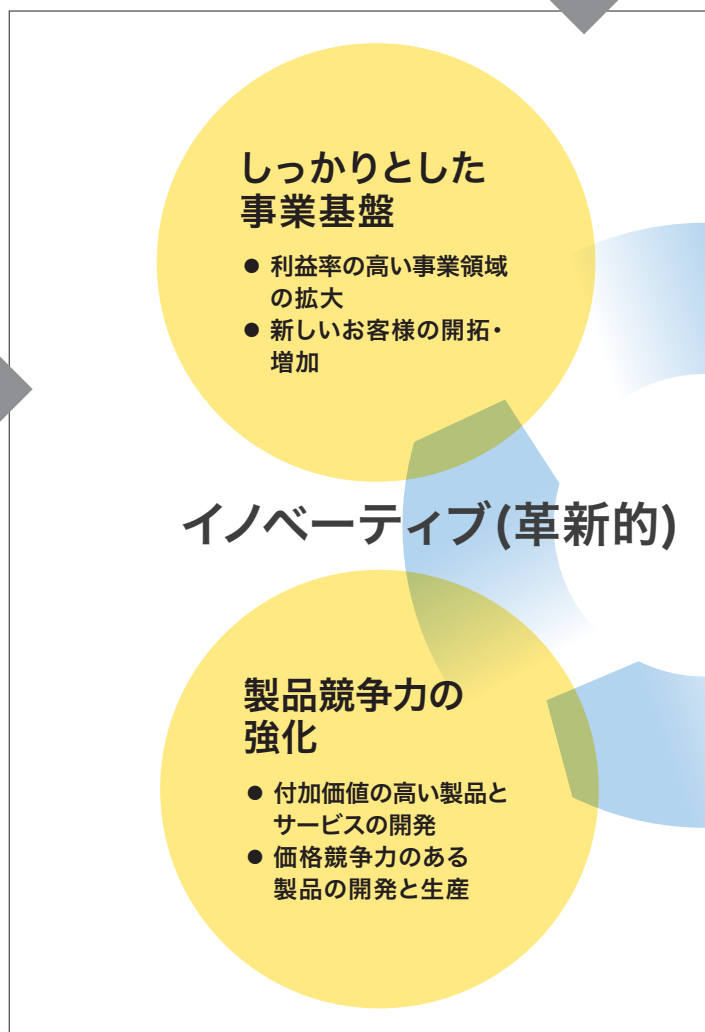 しっかりとした
事業基盤
● 利益率の高い事業領域
の拡大
● 新しいお客様の開拓・
増加
イノベーティブ(革新的)
製品競争力の
強化
● 付加価値の高い製品と
サービスの開発
● 価格競争力のある
製品の開発と生産